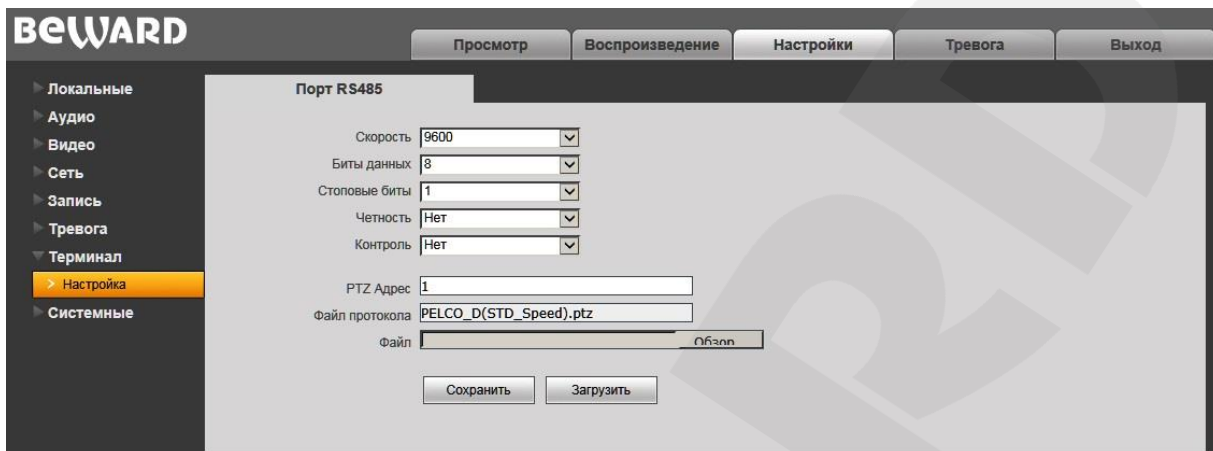 BEWARD
Просмотр
Воспроизведение
Настройки
Тревога
Выход
Локальные
Аудио
Видео
Сеть
Запись
Тревога
Терминал
> Настройка
Системные
Порт RS485
Скорость 9600
Биты данных 8
Стоповые биты 1
Четность Нет
Контроль Нет
PTZ Адрес 1
Файл протокола PELCO_D(STD_Speed).ptz
Файл Обзор
Сохранить Загрузить